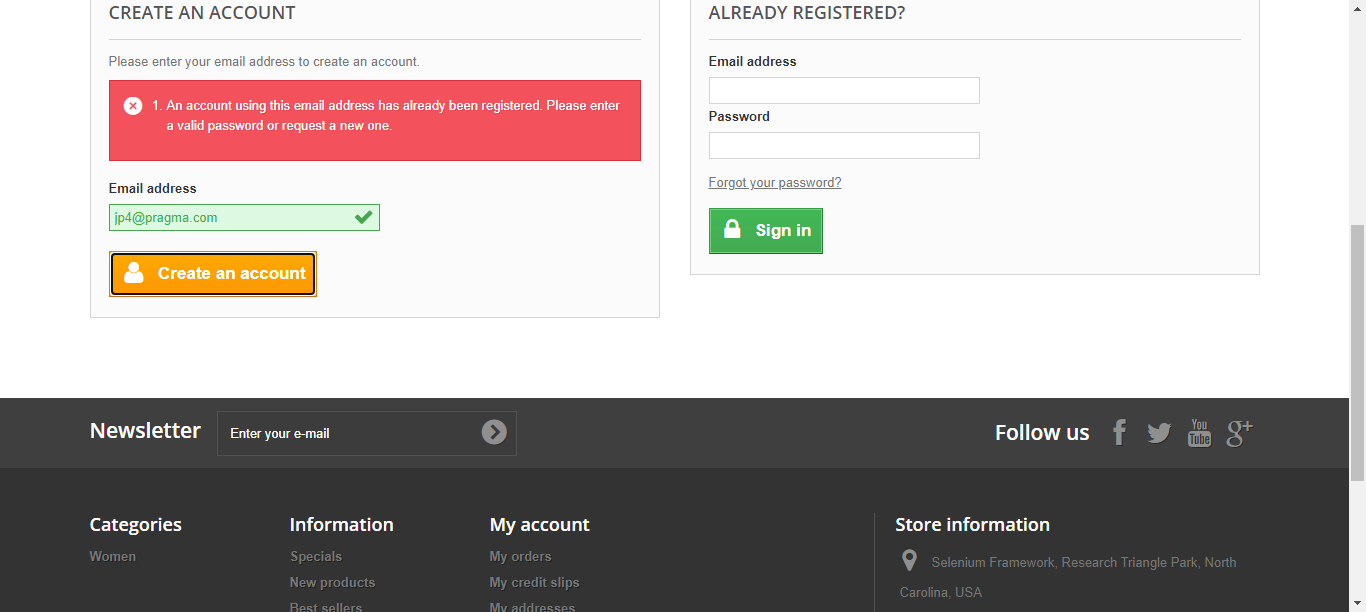 CREATE AN ACCOUNT
Please enter your email address to create an account.
1. An account using this email address has already been registered. Please enter
a valid password or request a new one.
Email address
jp4@pragma.com
Create an account
ALREADY REGISTERED?
Email address
Password
Forgot your password?
Sign in
Newsletter
Enter your e-mail
Follow us
You
Tube
g+
Categories
Women
Information
Specials
New products
Best sellers
My account
My orders
My credit slips
My addresses
Store information
Selenium Framework, Research Triangle Park, North
Carolina, USA